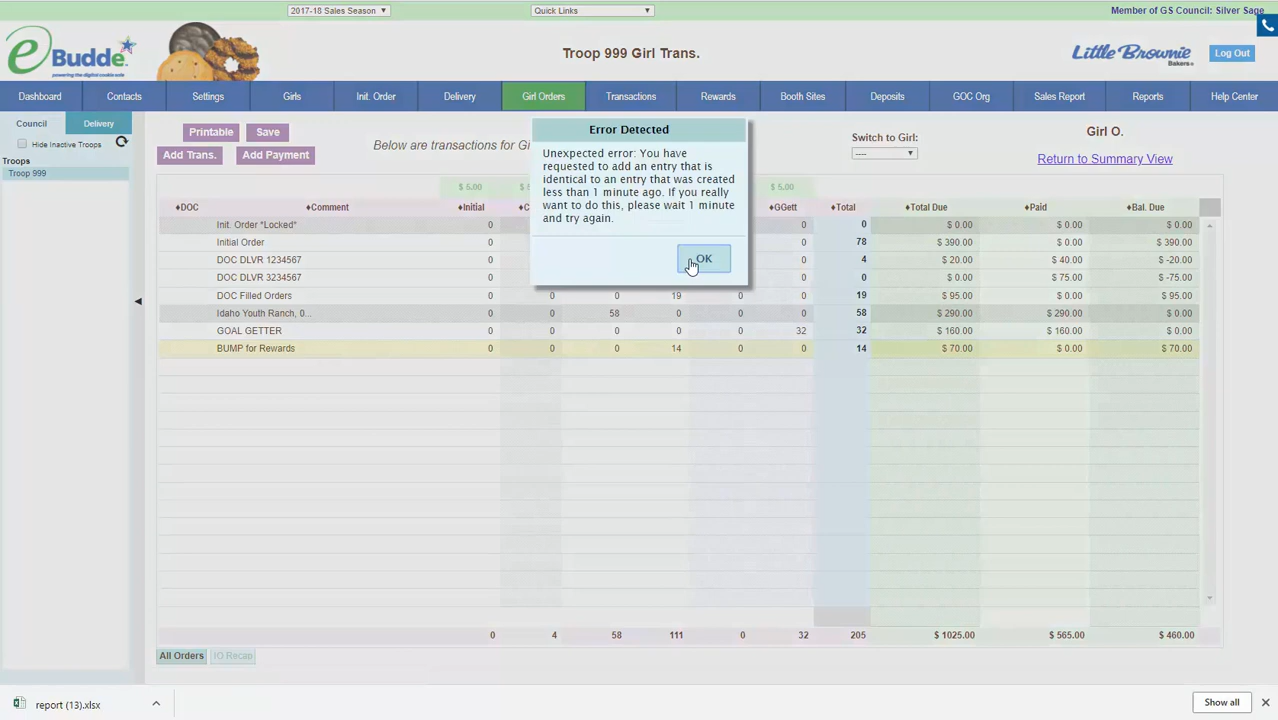 2017-18 Sales Season
Quick Links
Member of GS Council: Silver Sage
eBudde
powering the digital cookie sale
Troop 999 Girl Trans.
Little Brownie
Bakers
Log Out
Dashboard Contacts Settings Girls Init. Order Delivery Girl Orders Transactions Rewards Booth Sites Deposits GOC Org Sales Report Reports Help Center
Council Delivery
Hide Inactive Troops
Troops
Troop 999
Printable Save
Add Trans. Add Payment
Below are transactions for Gi
Error Detected
Unexpected error: You have
requested to add an entry that is
identical to an entry that was created
less than 1 minute ago. If you really
want to do this, please wait 1 minute
and try again.
OK
Switch to Girl:
----
Girl O.
Return to Summary View
$ 5.00 $ 5.00
♦DOC ♦Comment ♦Initial ♦C ♦GGett ♦Total ♦Total Due ♦Paid ♦Bal. Due
Init. Order *Locked* 0 0 0 0 $ 0.00 $ 0.00 $ 0.00
Initial Order 0 0 0 78 $ 390.00 $ 0.00 $ 390.00
DOC DLVR 1234567 0 0 4 $ 20.00 $ 40.00 $ -20.00
DOC DLVR 3234567 0 0 0 0 $ 0.00 $ 75.00 $ -75.00
DOC Filled Orders 0 0 0 19 0 0 19 $ 95.00 $ 0.00 $ 95.00
Idaho Youth Ranch, 0... 0 0 58 0 0 0 58 $ 290.00 $ 290.00 $ 0.00
GOAL GETTER 0 0 0 0 0 32 32 $ 160.00 $ 160.00 $ 0.00
BUMP for Rewards 0 0 0 14 0 0 14 $ 70.00 $ 0.00 $ 70.00
0 4 58 111 0 32 205 $ 1025.00 $ 565.00 $ 460.00
All Orders IO Recap
report (13).xlsx
Show all